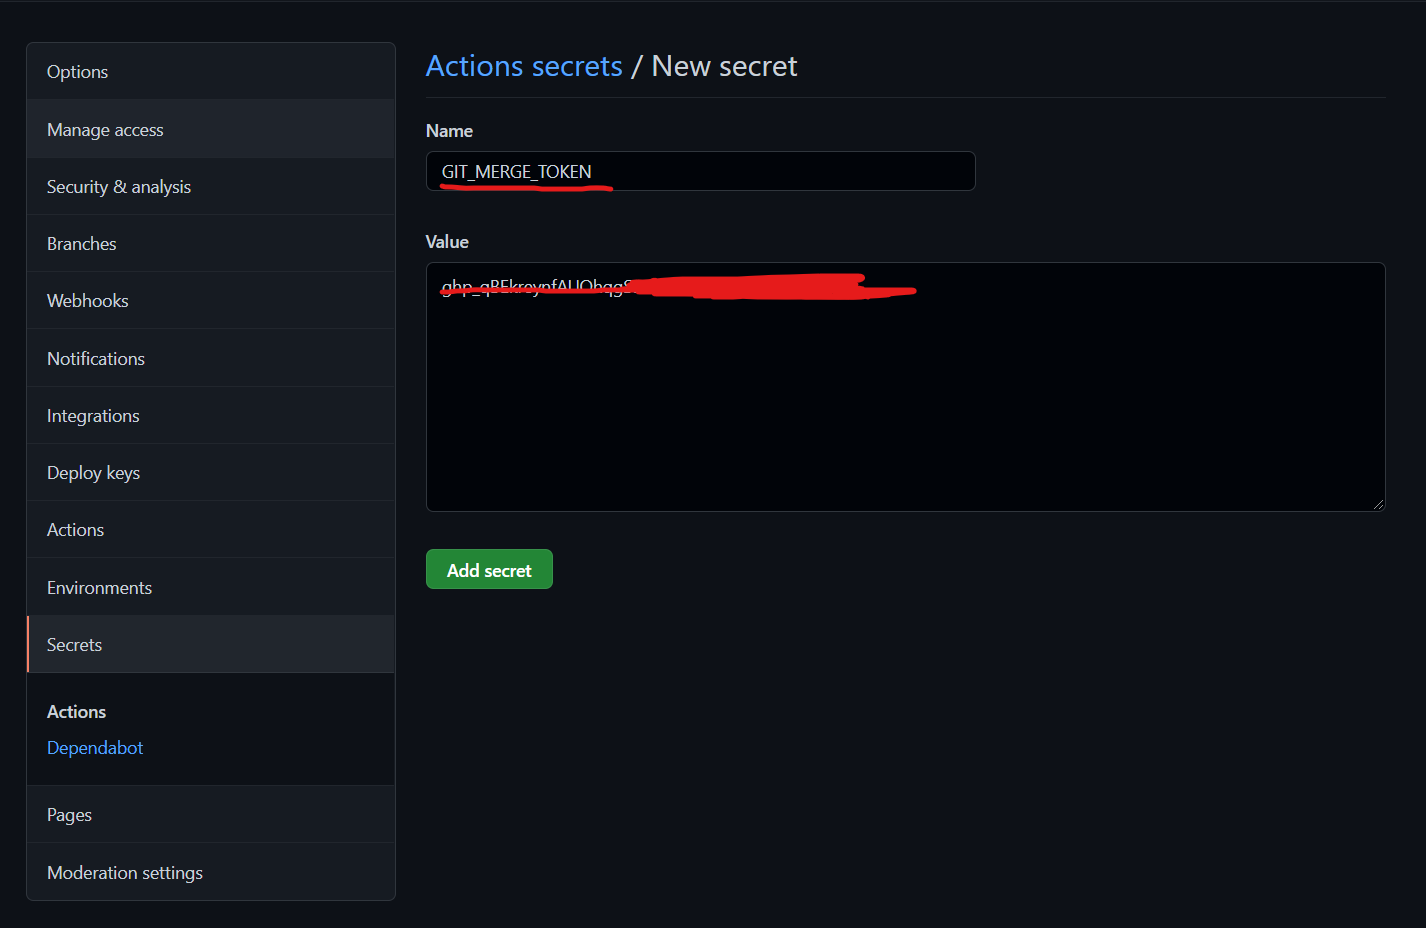 Options
Manage access
Security & analysis
Branches
Webhooks
Notifications
Integrations
Deploy keys
Actions
Environments
Secrets
Actions
Dependabot
Pages
Moderation settings
Actions secrets / New secret
Name
GIT_MERGE_TOKEN
Value
Add secret